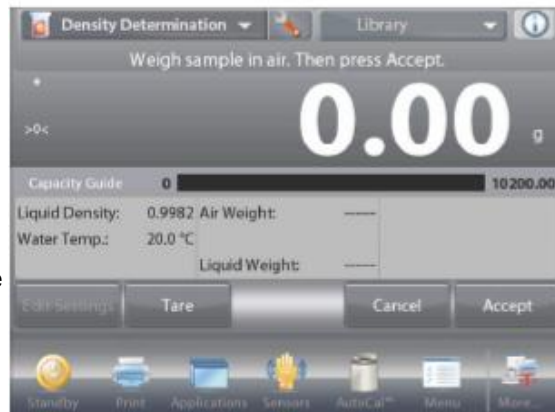 Density Determination Library
Weigh sample in air. Then press Accept.
*
>0< 0.00 g
Capacity Guide 0 10200.00
Liquid Density: 0.9982 Air Weight: ------
Water Temp.: 20.0 °C
Liquid Weight: ------
e
Edit Settings Tare Cancel Accept
Standby Print Applications Sensors AutoCal™ Menu More...